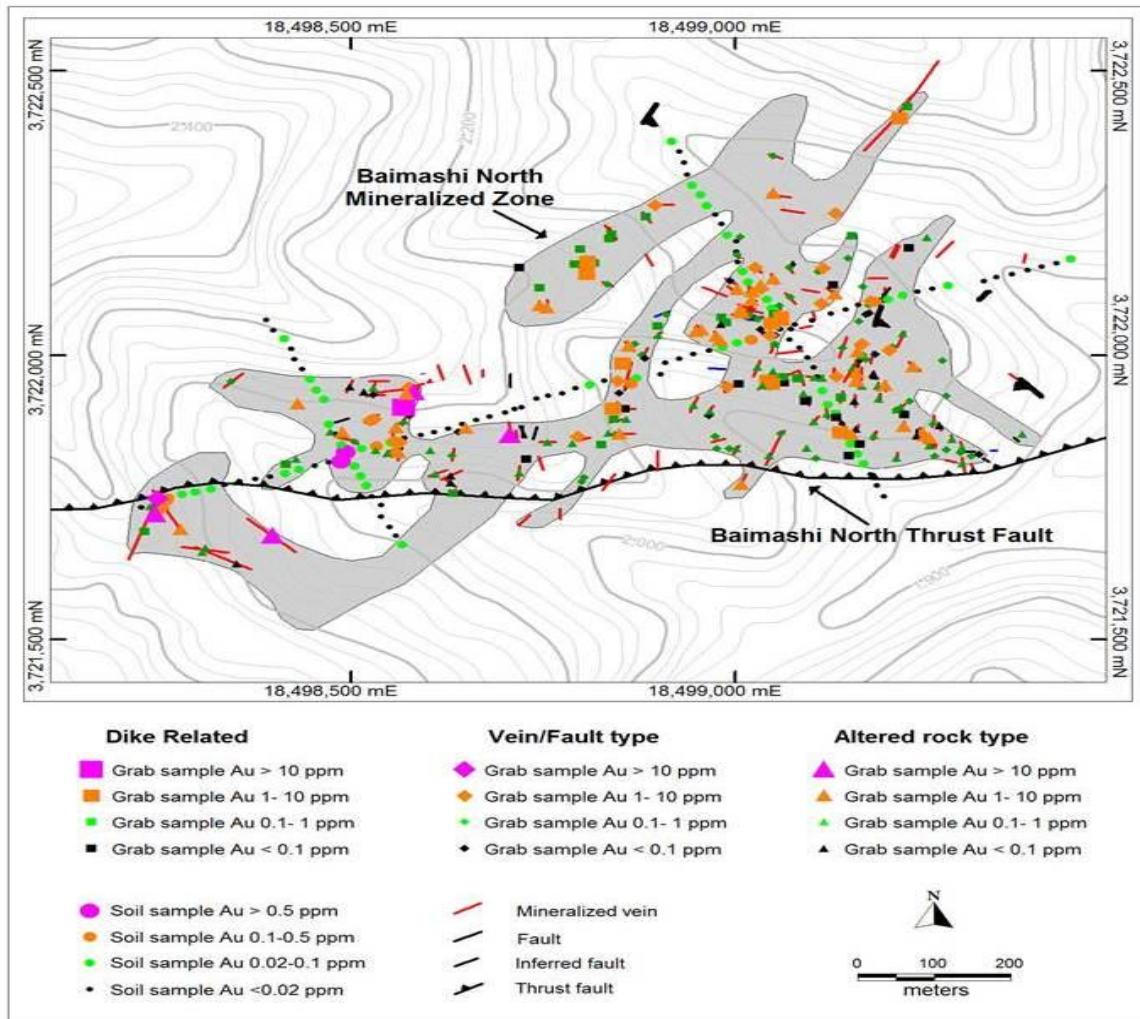 18,498,500 mE 18,499,000 mE
3,722,500 mN 3,722,500 mN
2,400
2,200
Baimashi North
Mineralized Zone
3,722,000 mN 3,722,000 mN
Baimashi North Thrust Fault
2,000
1,900
3,721,500 mN 3,721,500 mN
18,498,500 mE 18,499,000 mE
Dike Related
Grab sample Au > 10 ppm
Grab sample Au 1- 10 ppm
Grab sample Au 0.1- 1 ppm
Grab sample Au < 0.1 ppm
Vein/Fault type
Grab sample Au > 10 ppm
Grab sample Au 1- 10 ppm
Grab sample Au 0.1- 1 ppm
Grab sample Au < 0.1 ppm
Altered rock type
Grab sample Au > 10 ppm
Grab sample Au 1- 10 ppm
Grab sample Au 0.1- 1 ppm
Grab sample Au < 0.1 ppm
Soil sample Au > 0.5 ppm
Soil sample Au 0.1-0.5 ppm
Soil sample Au 0.02-0.1 ppm
Soil sample Au <0.02 ppm
Mineralized vein
Fault
Inferred fault
Thrust fault
N
0 100 200
meters